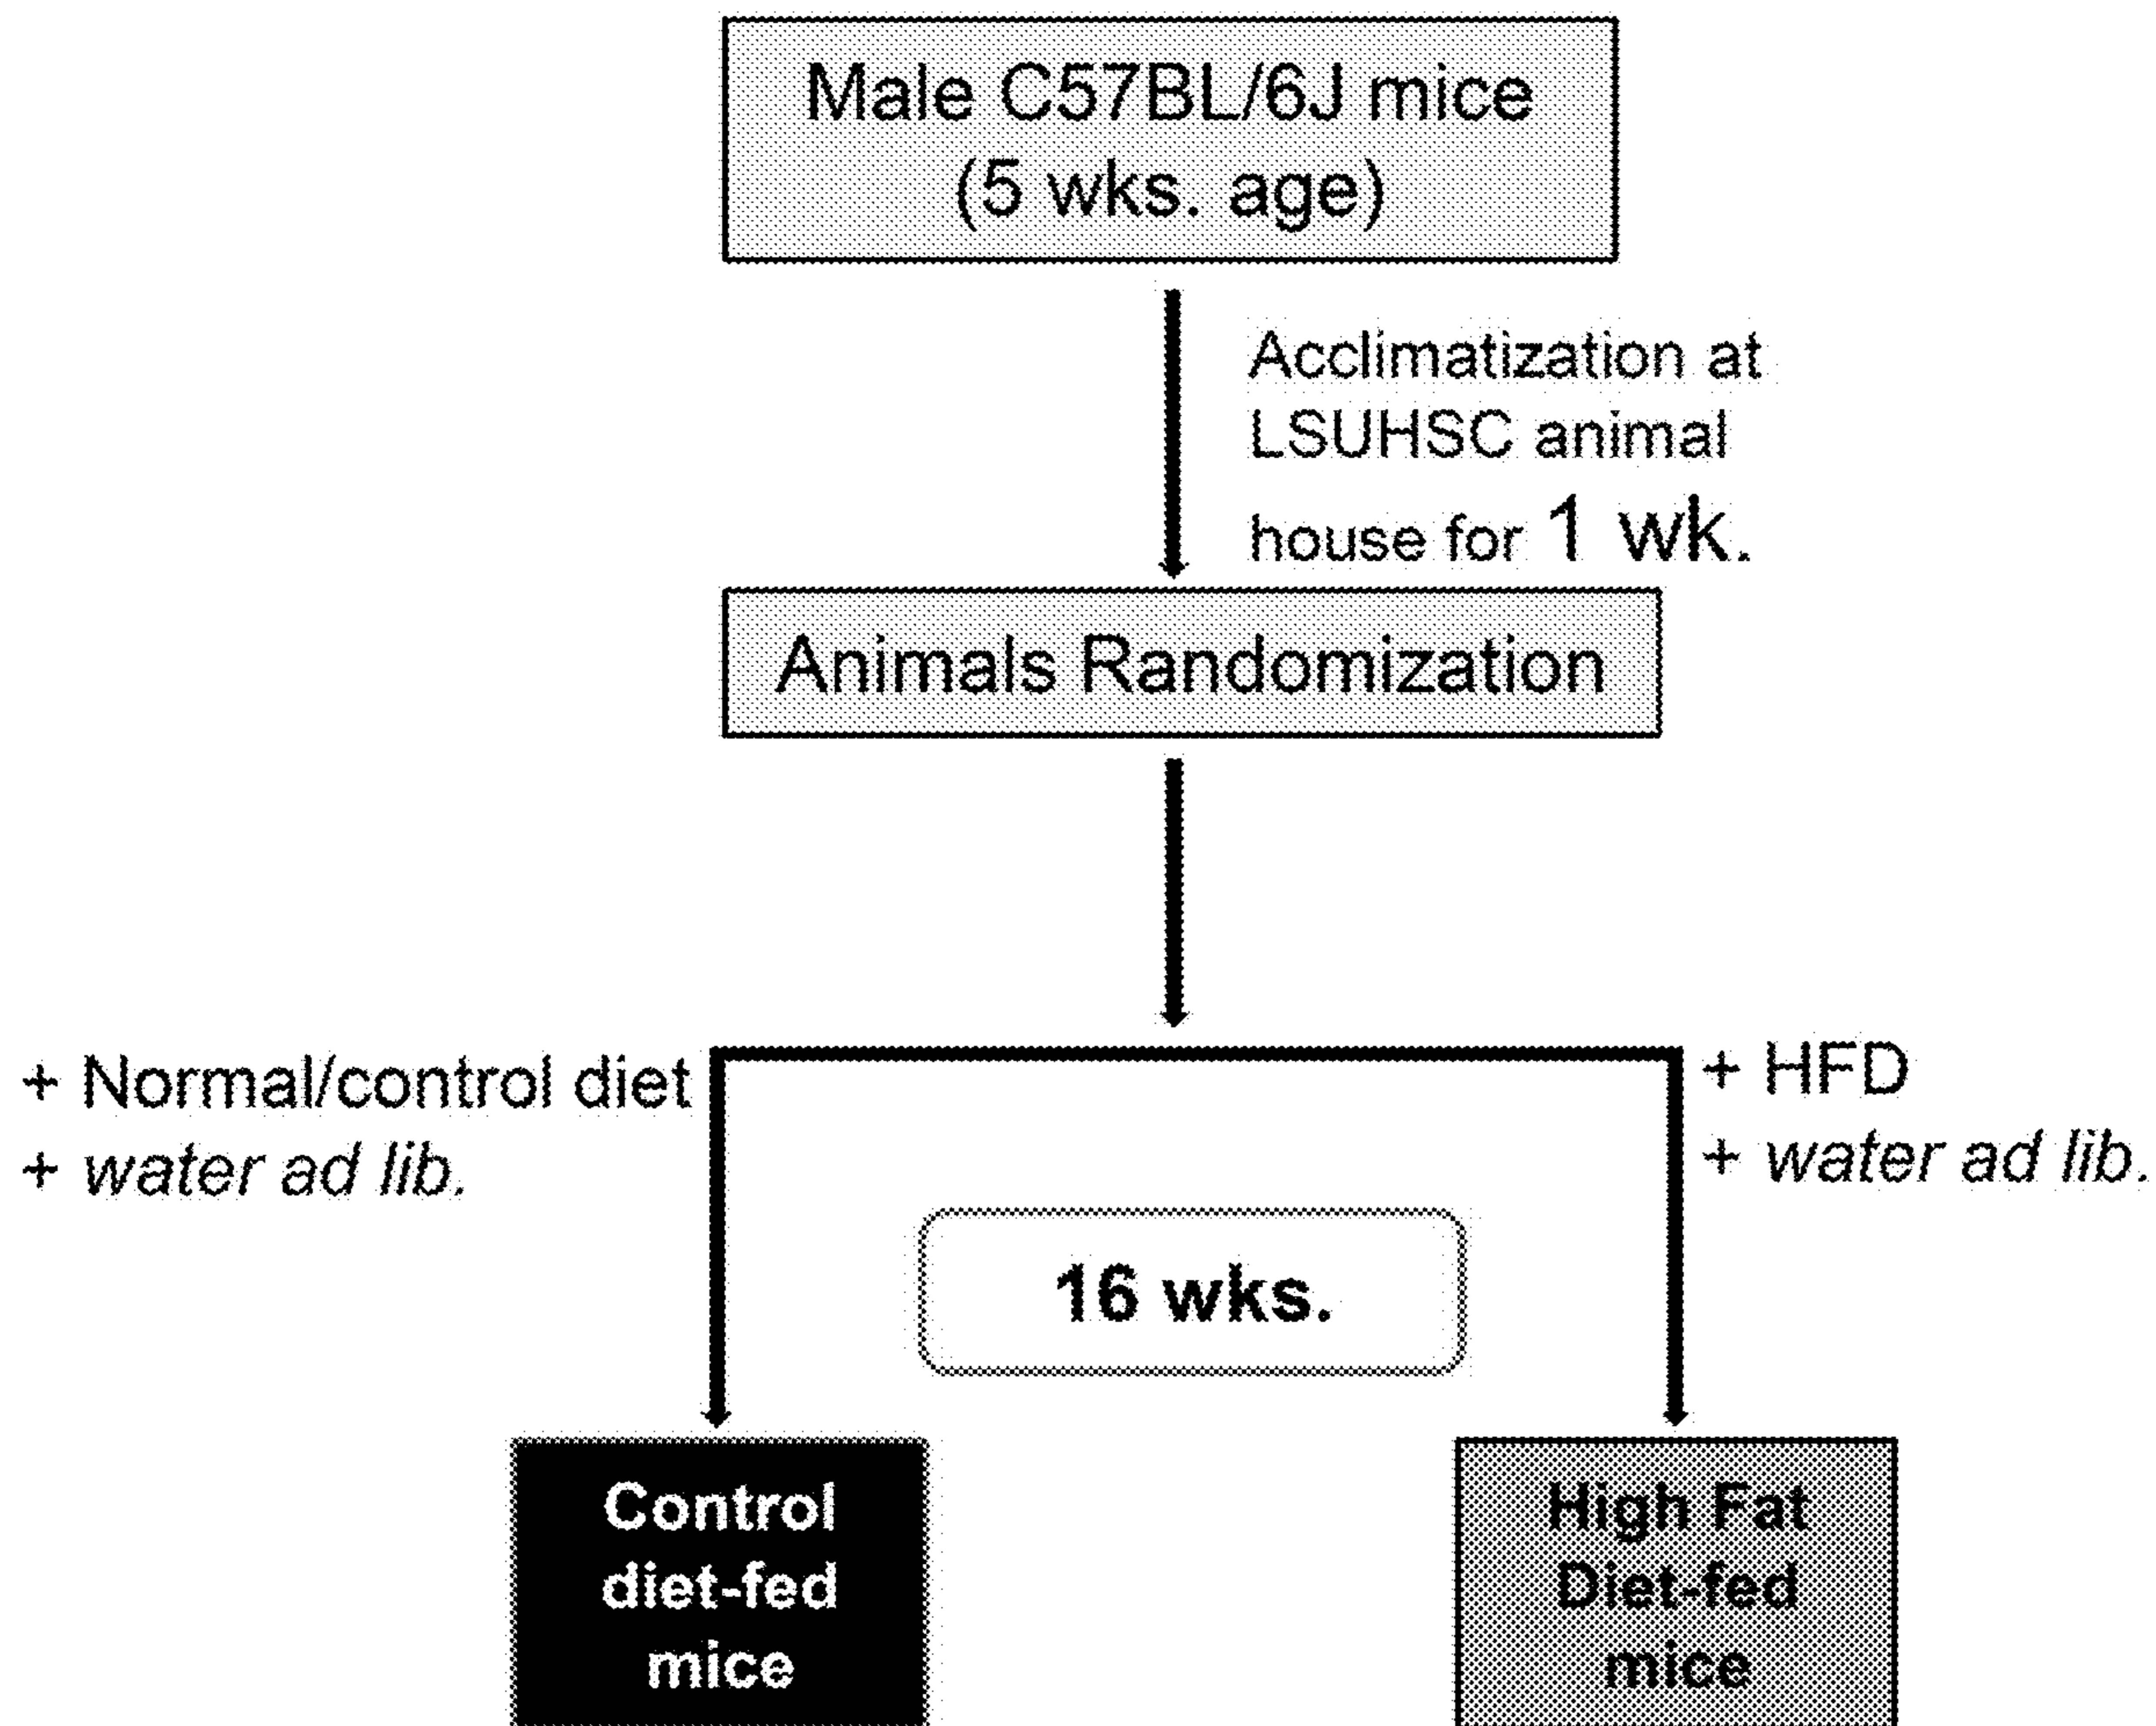 Male C57BL/6J mice
(5 wks. age)
Acclimatization at
LSUHSC animal
house for 1 wk.
Animals Randomization
+ Normal/control diet
+ water ad lib.
+ HFD
+ water ad lib.
16 wks.
Control
diet-fed
mice
High Fat
Diet-fed
mice